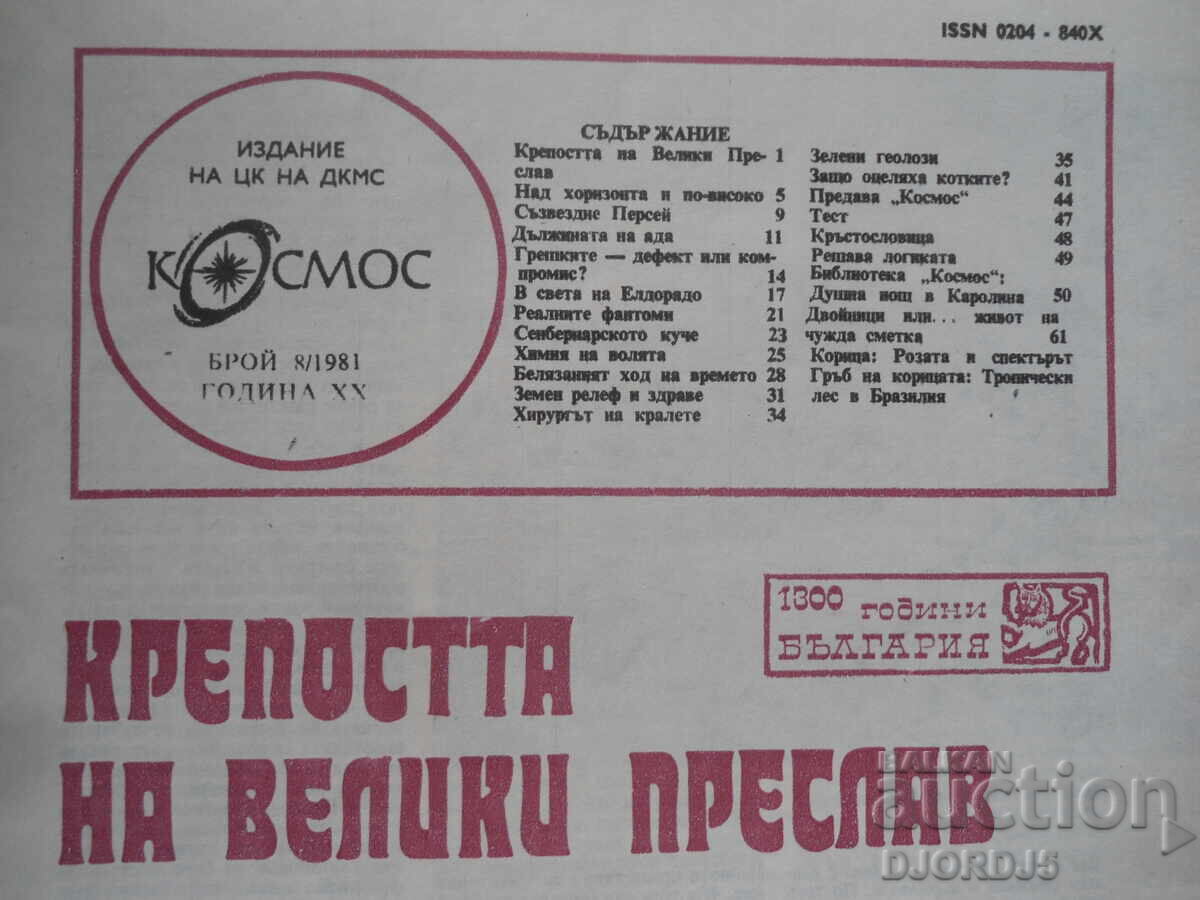 ISSN 0204 - 840X
ИЗДАНИЕ
НА ЦК НА ДКМС
КОСМОС
БРОЙ 8/1981
ГОДИНА XX
СЪДЪРЖАНИЕ
Крепостта на Велики Пре- 1
слав
Над хоризонта и по-високо 5
Съзвездие Персей 9
Дължината на ада 11
Грешките — дефект или ком-
промис? 14
В света на Елдорадо 17
Реалните фантоми 21
Сенбернарското куче 23
Химия на волята 25
Белязаният ход на времето 28
Земен релеф и здраве 31
Хирургът на кралете 34
Зелени геолози 35
Защо оцеляха котките? 41
Предава „Космос“ 44
Тест 47
Кръстословица 48
Решава логиката 49
Библиотека „Космос“:
Душна нощ в Каролина 50
Двойници или... живот на
чужда сметка 61
Корица: Розата и спектърът
Гръб на корицата: Тропически
лес в Бразилия
1300 ГОДИНИ
БЪЛГАРИЯ
КРЕПОСТТА
НА ВЕЛИКИ ПРЕСЛАВ
BALKAN
auction
DJORDJ5